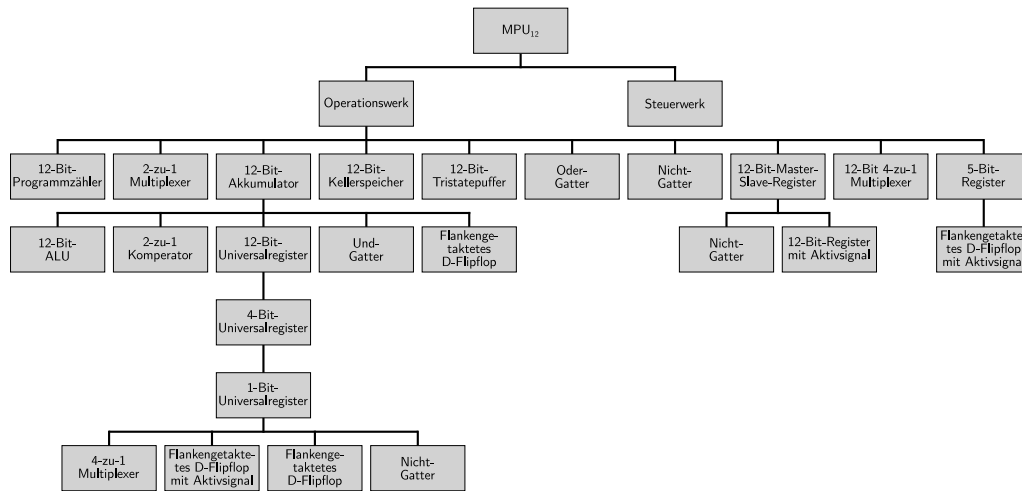 MPU₁₂
Operationswerk
Steuerwerk
12-Bit-
Programmzähler
2-zu-1
Multiplexer
12-Bit-
Akkumulator
12-Bit-
Kellerspeicher
12-Bit-
Tristatepuffer
Oder-
Gatter
Nicht-
Gatter
12-Bit-Master-
Slave-Register
12-Bit 4-zu-1
Multiplexer
5-Bit-
Register
12-Bit-
ALU
2-zu-1
Komperator
12-Bit-
Universalregister
Und-
Gatter
Flankenge-
taktetes
D-Flipflop
Nicht-
Gatter
12-Bit-Register
mit Aktivsignal
Flankengetakte-
tes D-Flipflop
mit Aktivsignal
4-Bit-
Universalregister
1-Bit-
Universalregister
4-zu-1
Multiplexer
Flankengetakte-
tes D-Flipflop
mit Aktivsignal
Flankenge-
taktetes
D-Flipflop
Nicht-
Gatter